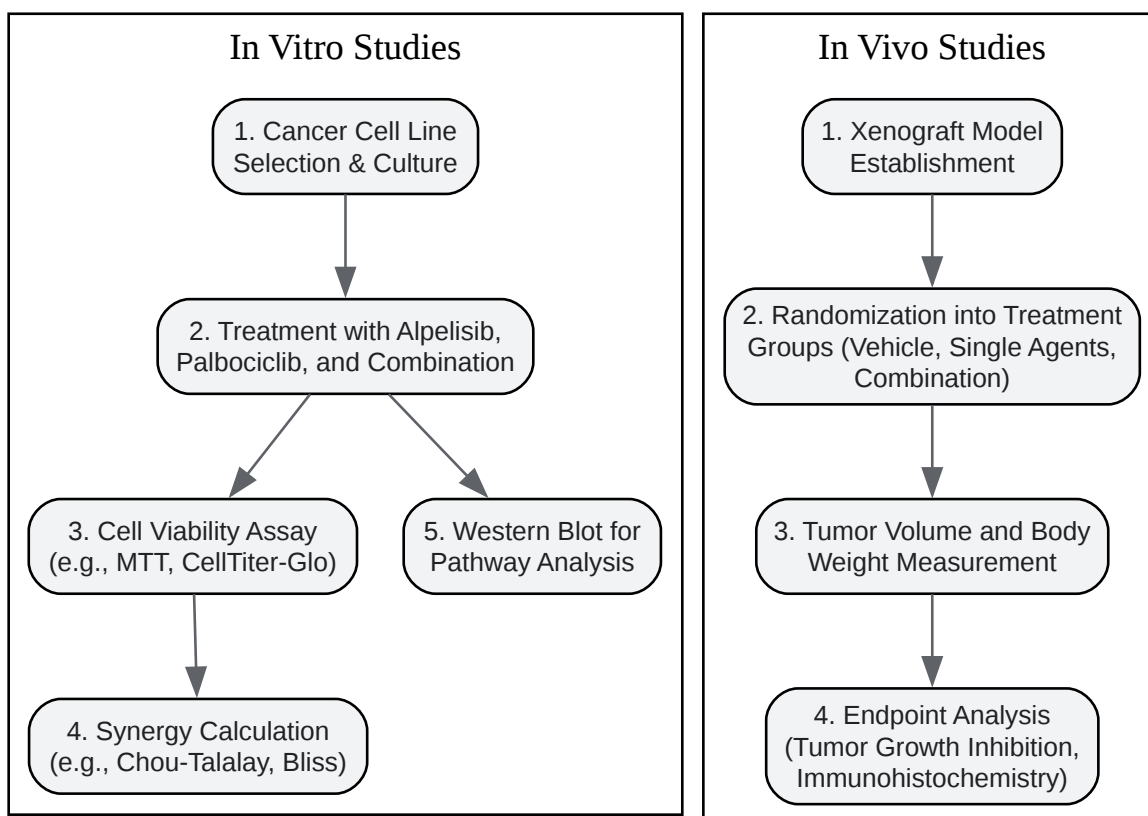 In Vitro Studies
1. Cancer Cell Line
Selection & Culture
2. Treatment with Alpelisib,
Palbociclib, and Combination
3. Cell Viability Assay
(e.g., MTT, CellTiter-Glo)
5. Western Blot for
Pathway Analysis
4. Synergy Calculation
(e.g., Chou-Talalay, Bliss)
In Vivo Studies
1. Xenograft Model
Establishment
2. Randomization into Treatment
Groups (Vehicle, Single Agents,
Combination)
3. Tumor Volume and Body
Weight Measurement
4. Endpoint Analysis
(Tumor Growth Inhibition,
Immunohistochemistry)